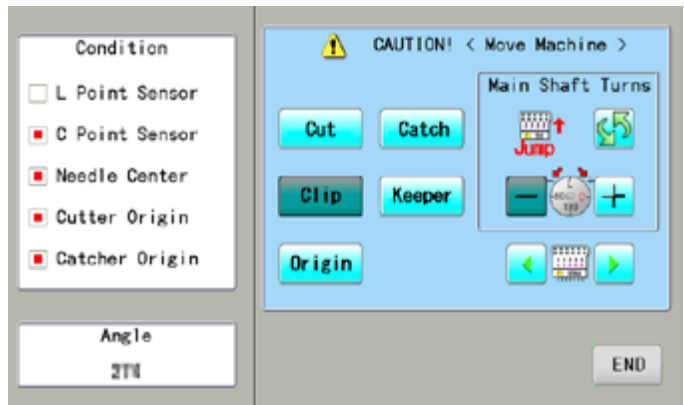 Condition
L Point Sensor
C Point Sensor
Needle Center
Cutter Origin
Catcher Origin
Angle
CAUTION! < Move Machine >
Main Shaft Turns
Cut
Catch
Jump
Clip
Keeper
Origin
END